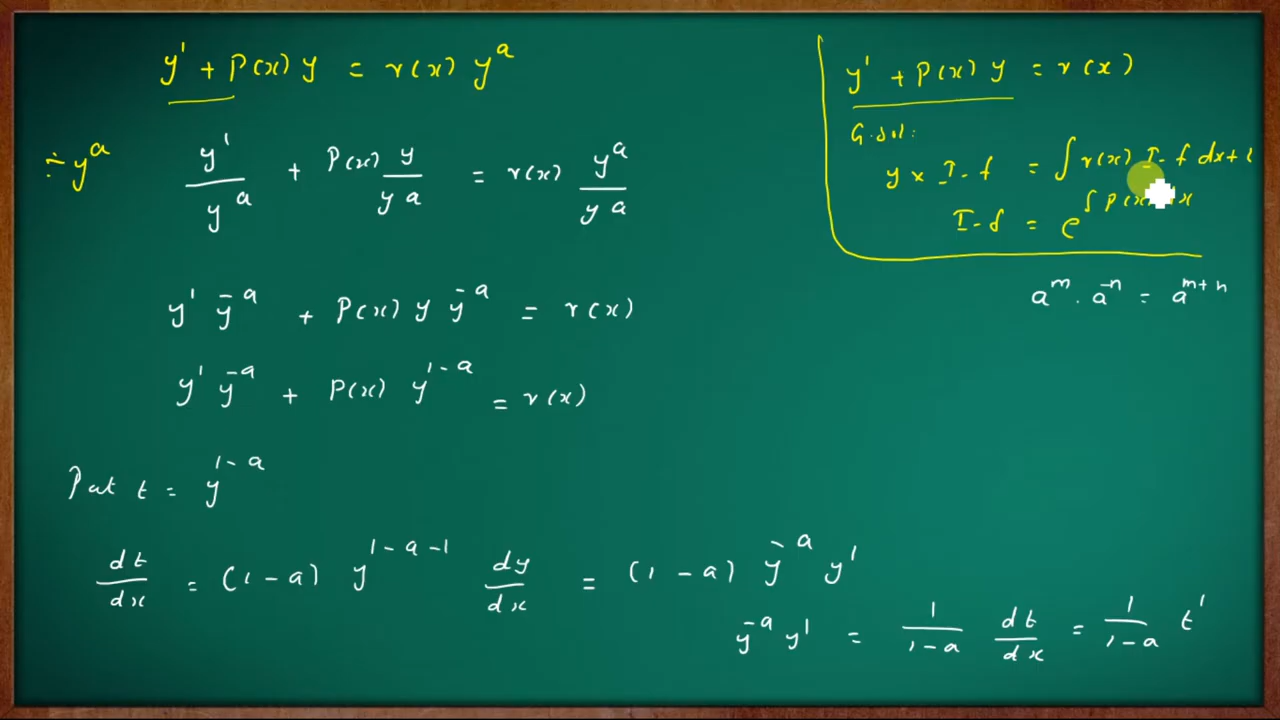 y' + P(x) y = r(x) y^a
÷ y^a y'/y^a + P(x) y/y^a = r(x) y^a/y^a
y' y^-a + P(x) y y^-a = r(x)
y' y^-a + P(x) y^1-a = r(x)
Put t = y^1-a
dt/dx = (1-a) y^1-a-1 dy/dx = (1-a) y^-a y'
y^-a y' = 1/1-a dt/dx = 1/1-a t'
y' + P(x) y = r(x)
G.sol:
y × I-f = ∫ r(x) I-f dx +
I-f = e^∫ P(x
a^m . a^-n = a^m+n